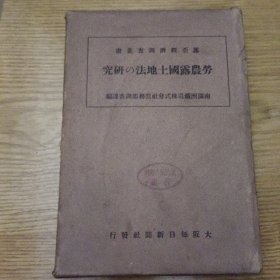 露亞經濟調查叢書
勞農露國土地法の研究
南滿洲鐵道株式會社庶務部調查課編
大阪每日新聞社發行